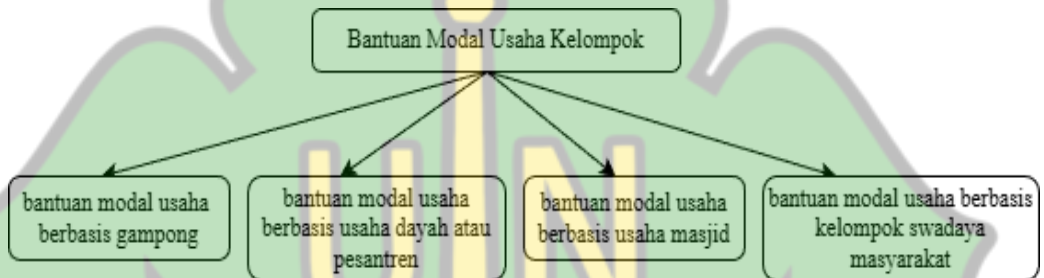 Bantuan Modal Usaha Kelompok
bantuan modal usaha
berbasis gampong
bantuan modal usaha
berbasis usaha dayah atau
pesantren
bantuan modal usaha
berbasis usaha masjid
bantuan modal usaha berbasis
kelompok swadaya
masyarakat
UIN